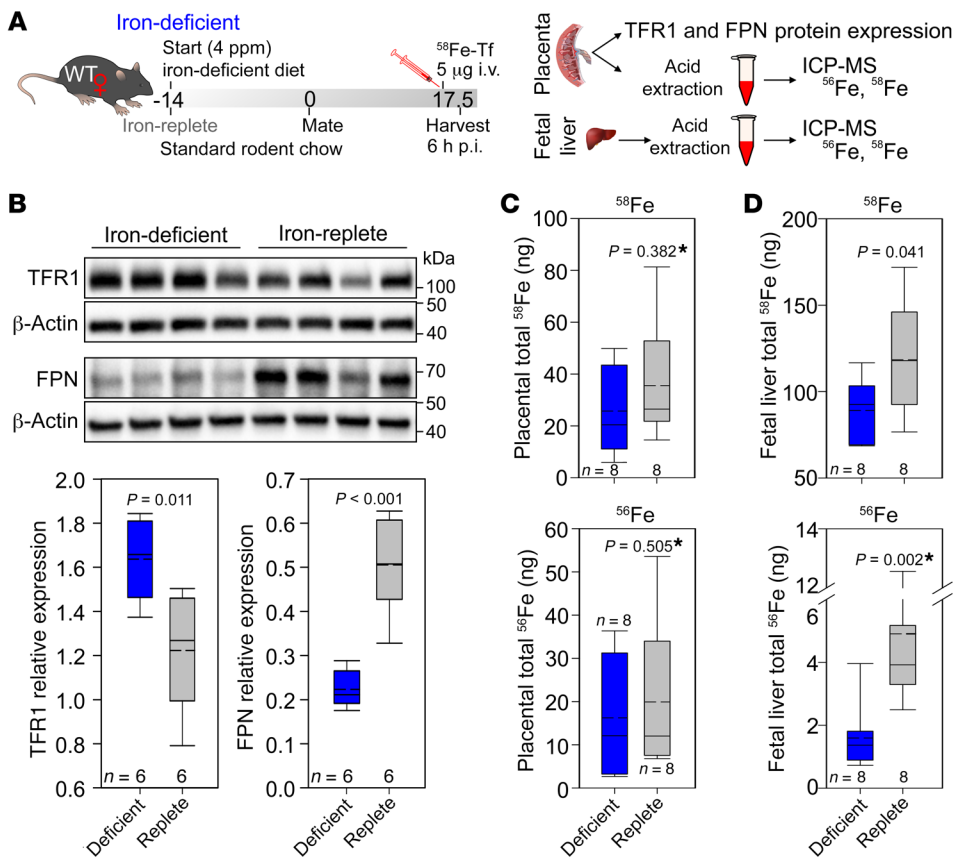 A
Iron-deficient
Start (4 ppm)
iron-deficient diet
⁵⁸Fe-Tf
5 μg i.v.
WT♀
-14
0
17.5
Iron-replete
Mate
Harvest
Standard rodent chow
6 h p.i.
Placenta
TFR1 and FPN protein expression
Acid
extraction
ICP-MS
⁵⁶Fe, ⁵⁸Fe
Fetal
liver
Acid
extraction
ICP-MS
⁵⁶Fe, ⁵⁸Fe
B
Iron-deficient
Iron-replete
kDa
TFR1
100
50
β-Actin
40
FPN
70
50
β-Actin
40
TFR1 relative expression
2.0
1.8
1.6
1.4
1.2
1.0
0.8
0.6
P = 0.011
n = 6
6
Deficient
Replete
FPN relative expression
0.7
0.6
0.5
0.4
0.3
0.2
0.1
0.0
P < 0.001
n = 6
6
Deficient
Replete
C
⁵⁸Fe
Placental total ⁵⁸Fe (ng)
100
80
60
40
20
0
P = 0.382*
n = 8
8
⁵⁶Fe
Placental total ⁵⁶Fe (ng)
60
50
40
30
20
10
0
P = 0.505*
n = 8
n = 8
Deficient
Replete
D
⁵⁸Fe
Fetal liver total ⁵⁸Fe (ng)
200
150
100
50
P = 0.041
n = 8
8
⁵⁶Fe
Fetal liver total ⁵⁶Fe (ng)
14
12
4
2
0
P = 0.002*
n = 8
8
Deficient
Replete